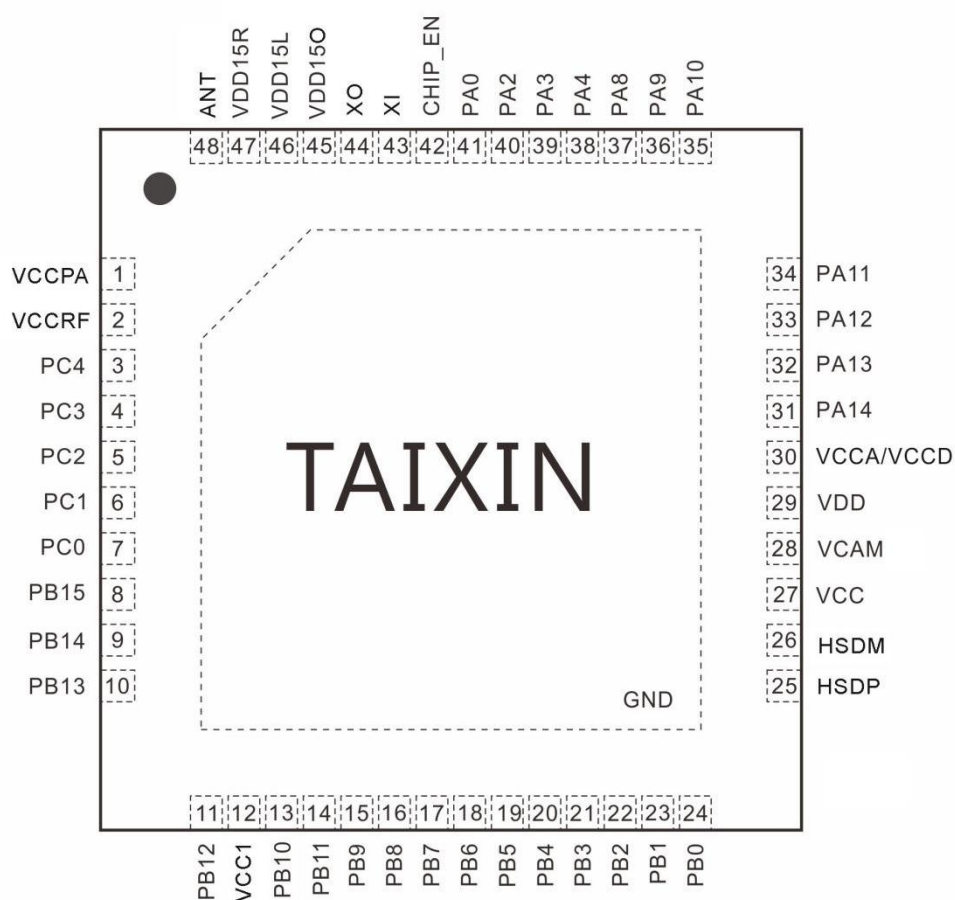 ANT VDD15R VDD15L VDD15O XO XI CHIP_EN PA0 PA2 PA3 PA4 PA8 PA9 PA10
48 47 46 45 44 43 42 41 40 39 38 37 36 35
VCCPA 1
VCCRF 2
PC4 3
PC3 4
PC2 5
PC1 6
PC0 7
PB15 8
PB14 9
PB13 10
TAIXIN
GND
34 PA11
33 PA12
32 PA13
31 PA14
30 VCCA/VCCD
29 VDD
28 VCAM
27 VCC
26 HSDM
25 HSDP
11 12 13 14 15 16 17 18 19 20 21 22 23 24
PB12 VCC1 PB10 PB11 PB9 PB8 PB7 PB6 PB5 PB4 PB3 PB2 PB1 PB0